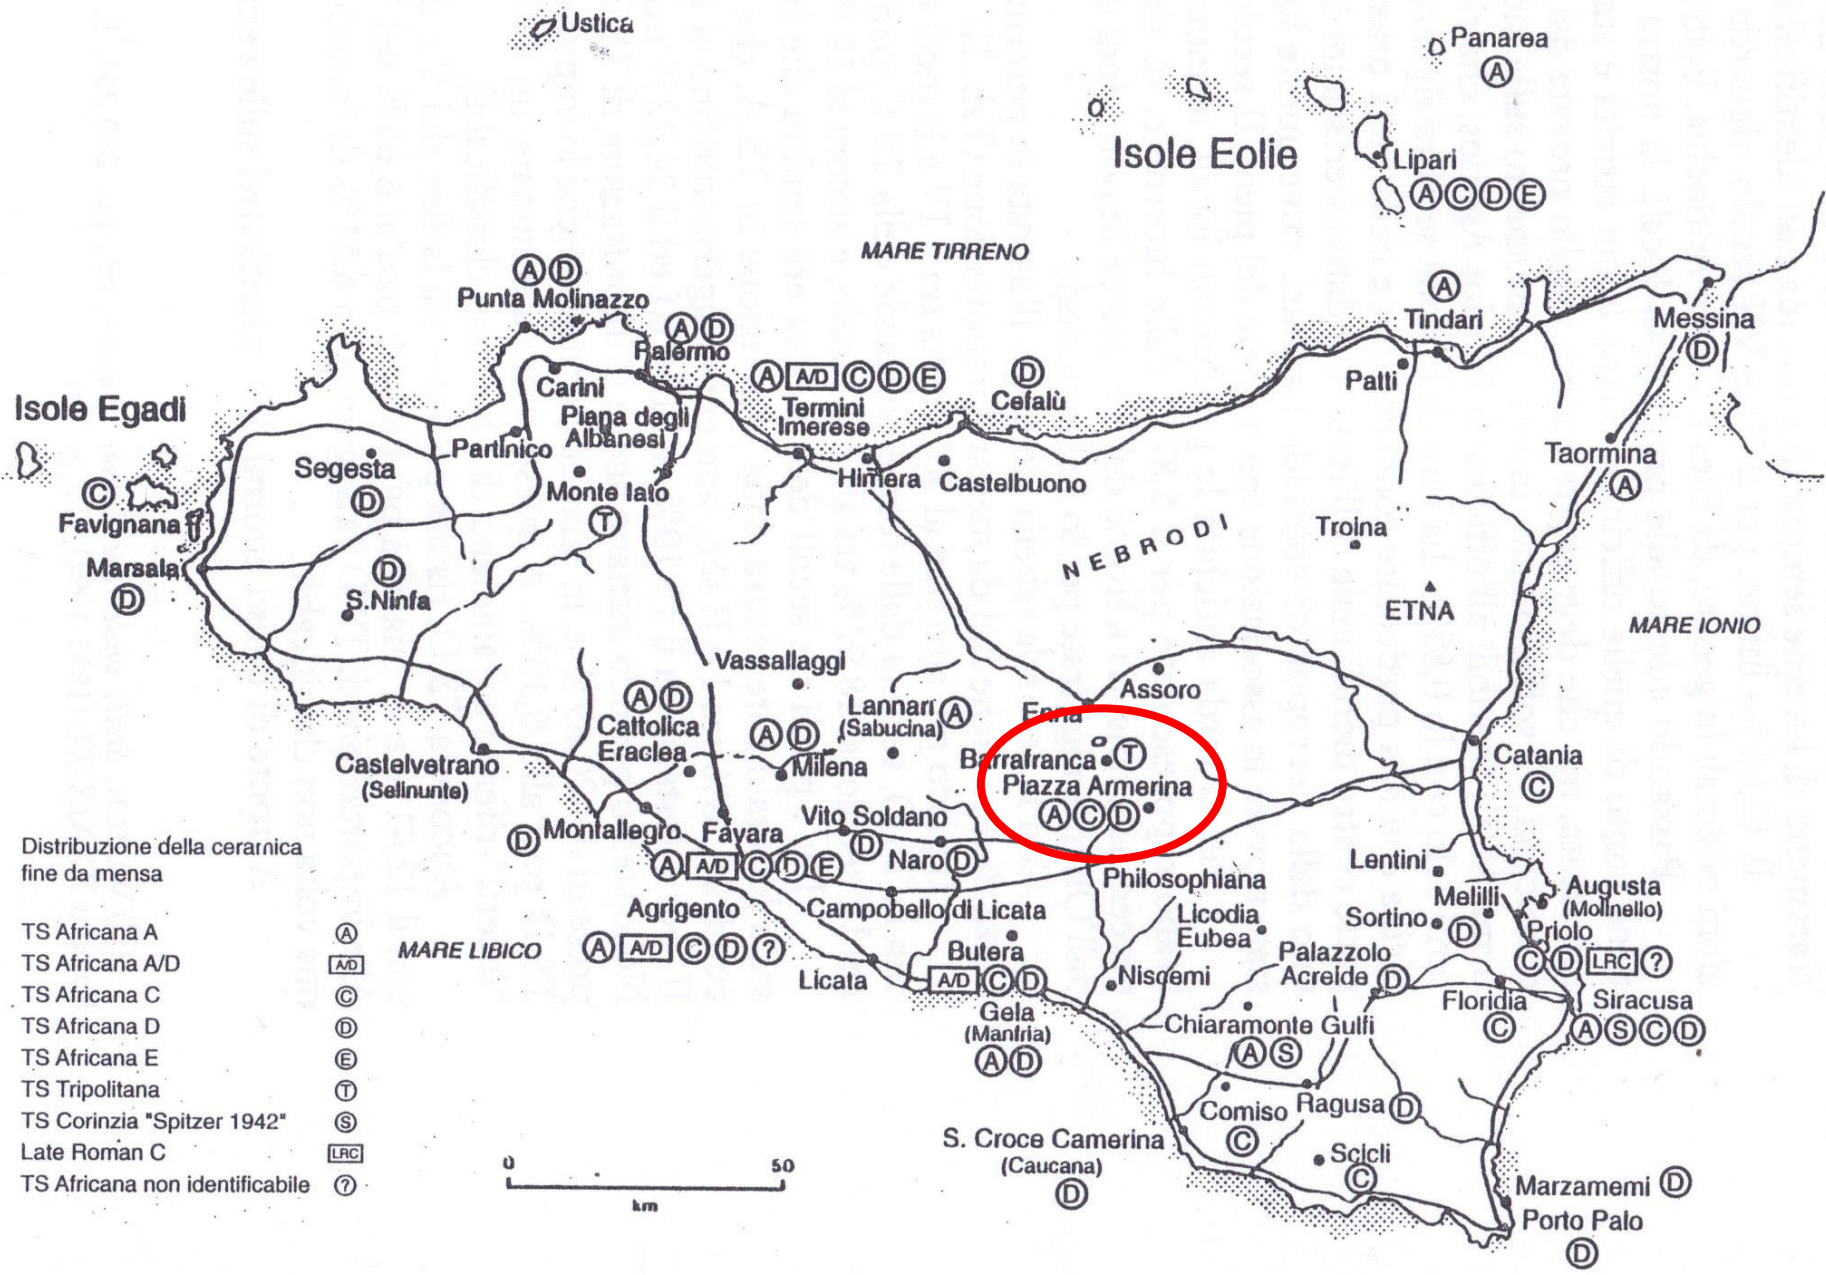 Ustica
Panarea
A
Isole Eolie
Lipari
A C D E
MARE TIRRENO
A D
Punta Molinazzo
A D
Palermo
A
Tindari
Messina
D
Carini
A A/D C D E
Termini
Imerese
D
Cefalù
Patti
Isole Egadi
Piana degli
Albanesi
Partinico
Segesta
D
Himera
Castelbuono
Taormina
A
C
Favignana
Monte Iato
T
Troina
NEBRODI
Marsala
D
D
S.Ninfa
ETNA
MARE IONIO
Vassallaggi
Assoro
A D
Cattolica
Eraclea
Lannari
(Sabucina)
A
Enna
A D
Milena
Barrafranca
T
Piazza Armerina
A C D
Castelvetrano
(Selinunte)
D
Catania
C
Montallegro
Favara
A A/D C D E
Vito Soldano
D
Naro
D
Lentini
Melilli
Augusta
(Molinello)
Philosophiana
Agrigento
A A/D C D ?
Campobello di Licata
Licodia
Eubea
Sortino
D
Priolo
C D LRC ?
MARE LIBICO
Licata
Butera
A/D C D
Niscemi
Palazzolo
Acreide
D
Floridia
C
Siracusa
A S C D
Gela
(Manfria)
A D
Chiaramonte Gulfi
A S
Comiso
C
Ragusa
D
S. Croce Camerina
(Caucana)
D
Scicli
C
Marzamemi
D
Porto Palo
D
Distribuzione della ceramica
fine da mensa
TS Africana A A
TS Africana A/D A/D
TS Africana C C
TS Africana D D
TS Africana E E
TS Tripolitana T
TS Corinzia "Spitzer 1942" S
Late Roman C LRC
TS Africana non identificabile ?
0 50
km